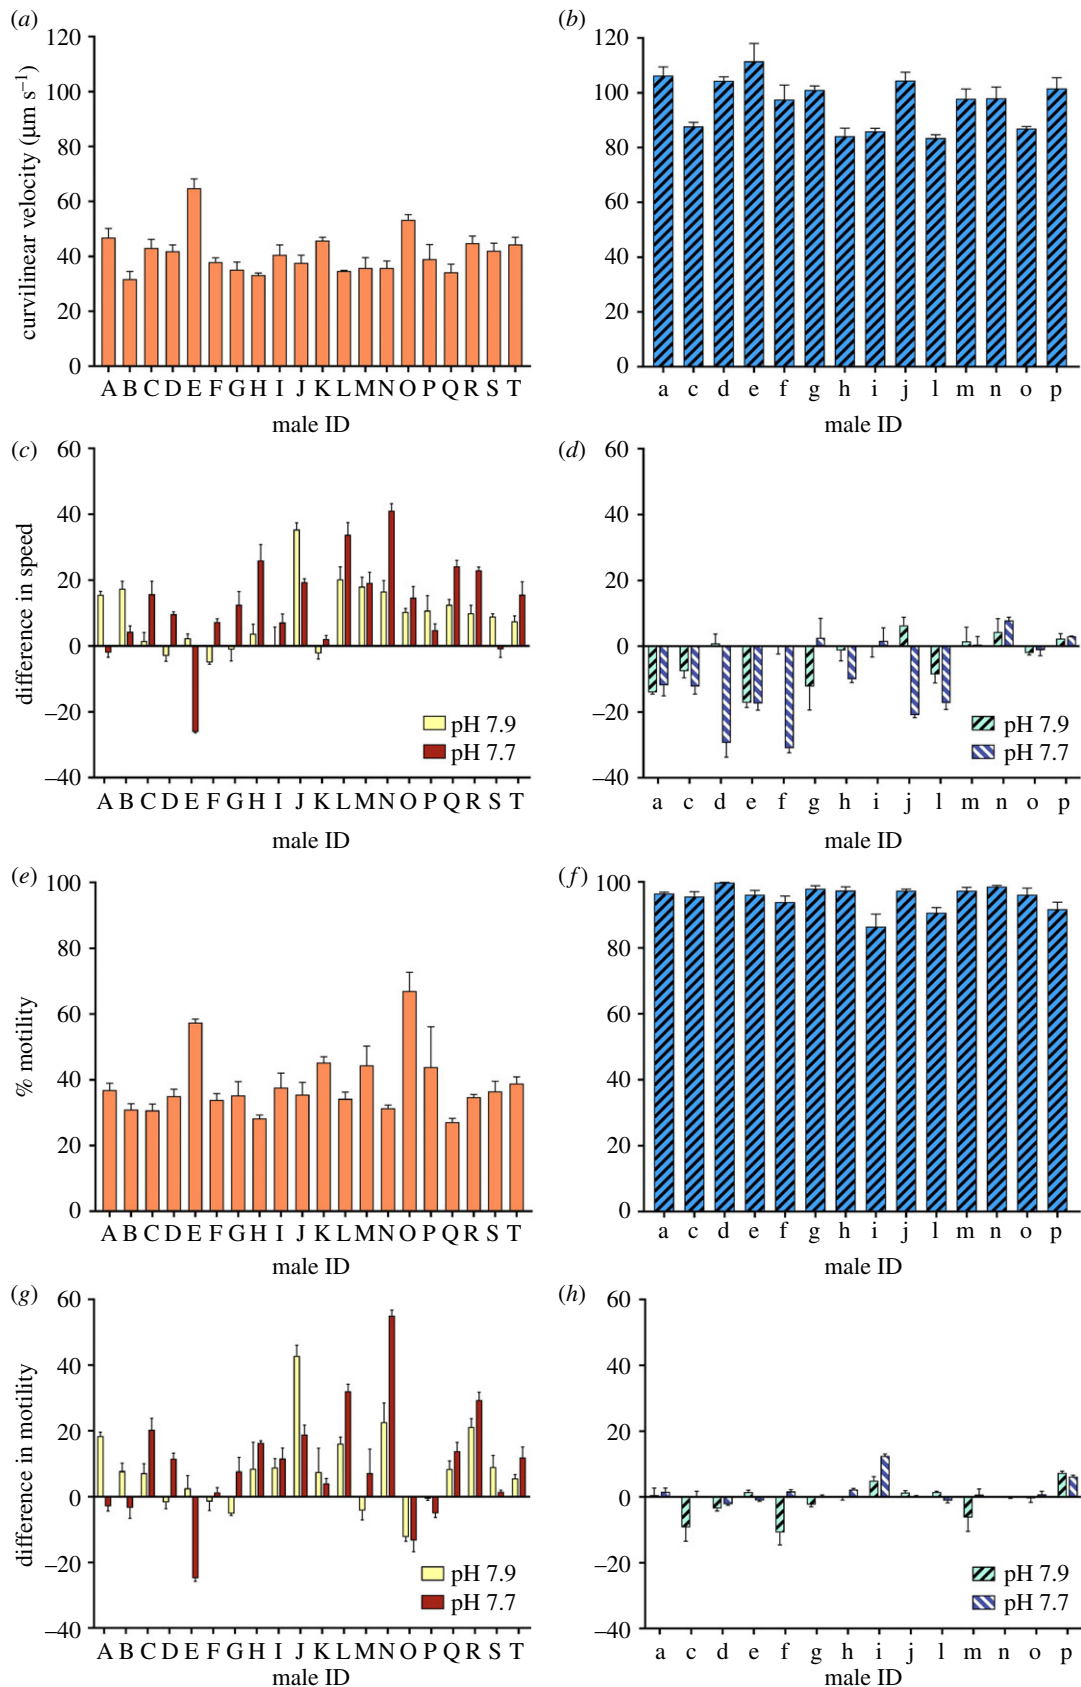 (a)
curvilinear velocity (μm s⁻¹)
120
100
80
60
40
20
0
A B C D E F G H I J K L M N O P Q R S T
male ID
(b)
120
100
80
60
40
20
0
a c d e f g h i j l m n o p
male ID
(c)
difference in speed
60
40
20
0
−20
−40
pH 7.9
pH 7.7
A B C D E F G H I J K L M N O P Q R S T
male ID
(d)
60
40
20
0
−20
−40
pH 7.9
pH 7.7
a c d e f g h i j l m n o p
male ID
(e)
% motility
100
80
60
40
20
0
A B C D E F G H I J K L M N O P Q R S T
male ID
(f)
100
80
60
40
20
0
a c d e f g h i j l m n o p
male ID
(g)
difference in motility
60
40
20
0
−20
−40
pH 7.9
pH 7.7
A B C D E F G H I J K L M N O P Q R S T
male ID
(h)
60
40
20
0
−20
−40
pH 7.9
pH 7.7
a c d e f g h i j l m n o p
male ID